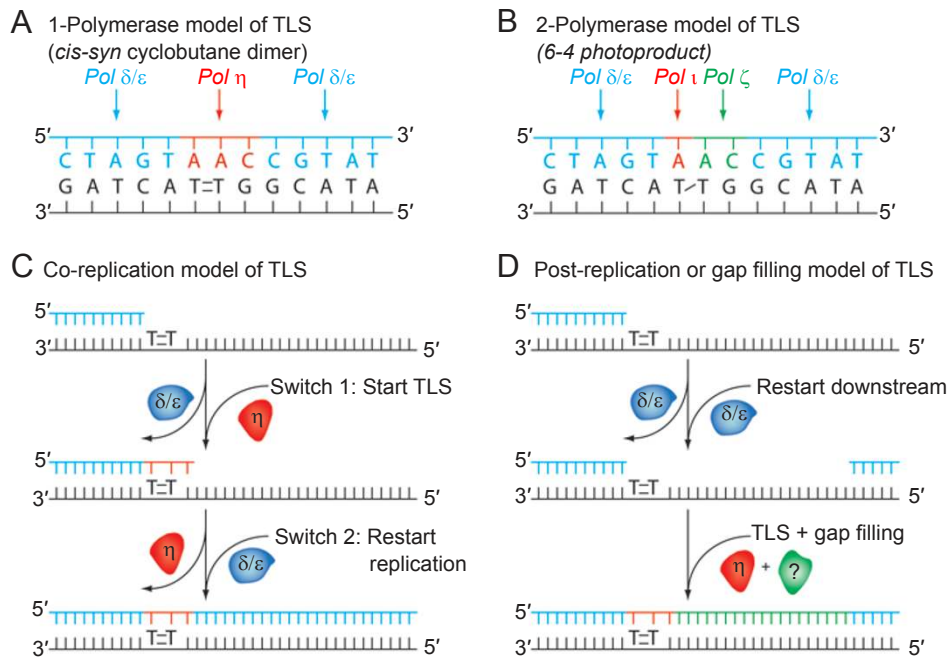 A 1-Polymerase model of TLS
(cis-syn cyclobutane dimer)
Pol δ/ε Pol η Pol δ/ε
5′ 3′
C T A G T A A C C G T A T
G A T C A T=T G G C A T A
3′ 5′
B 2-Polymerase model of TLS
(6-4 photoproduct)
Pol δ/ε Pol ι Pol ζ Pol δ/ε
5′ 3′
C T A G T A A C C G T A T
G A T C A T T G G C A T A
3′ 5′
C Co-replication model of TLS
5′
T=T
3′ 5′
δ/ε
Switch 1: Start TLS
η
5′
T=T
3′ 5′
η
Switch 2: Restart
replication
δ/ε
5′
T=T
3′ 5′
D Post-replication or gap filling model of TLS
5′
T=T
3′ 5′
δ/ε
Restart downstream
δ/ε
5′
T=T
3′ 5′
TLS + gap filling
η + ?
5′
T=T
3′ 5′